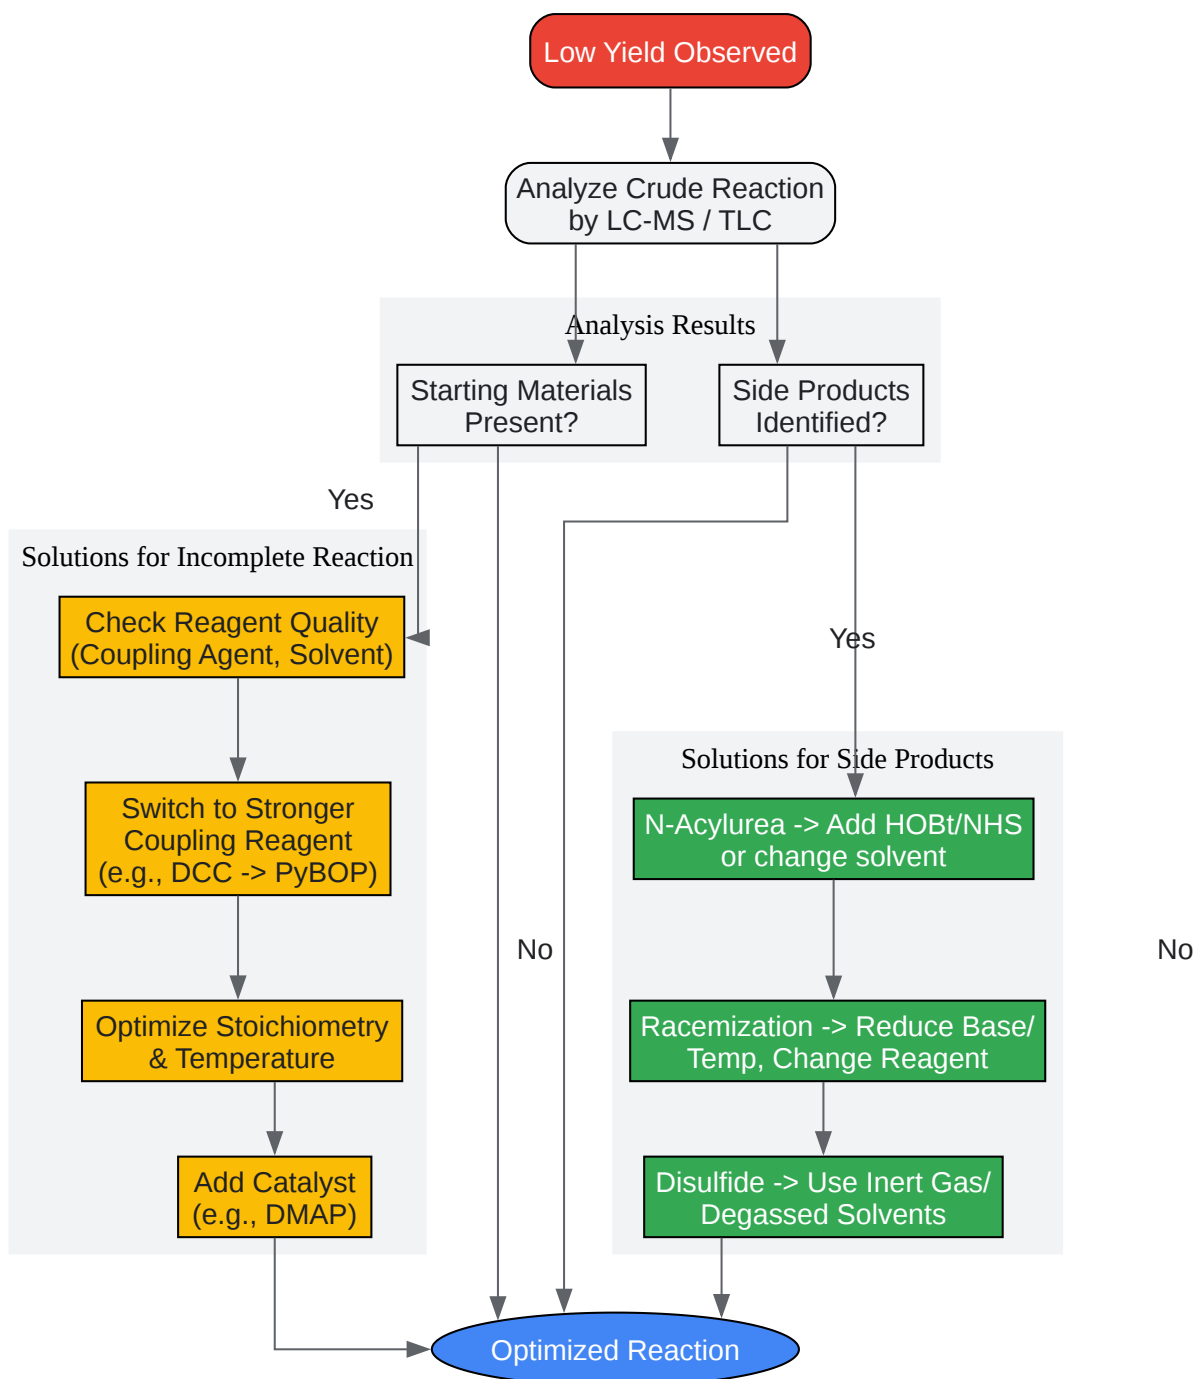 Low Yield Observed
Analyze Crude Reaction
by LC-MS / TLC
Analysis Results
Starting Materials
Present?
Side Products
Identified?
Yes
Solutions for Incomplete Reaction
Check Reagent Quality
(Coupling Agent, Solvent)
Switch to Stronger
Coupling Reagent
(e.g., DCC -> PyBOP)
Optimize Stoichiometry
& Temperature
Add Catalyst
(e.g., DMAP)
No
Yes
Solutions for Side Products
N-Acylurea -> Add HOBt/NHS
or change solvent
Racemization -> Reduce Base/
Temp, Change Reagent
Disulfide -> Use Inert Gas/
Degassed Solvents
No
Optimized Reaction